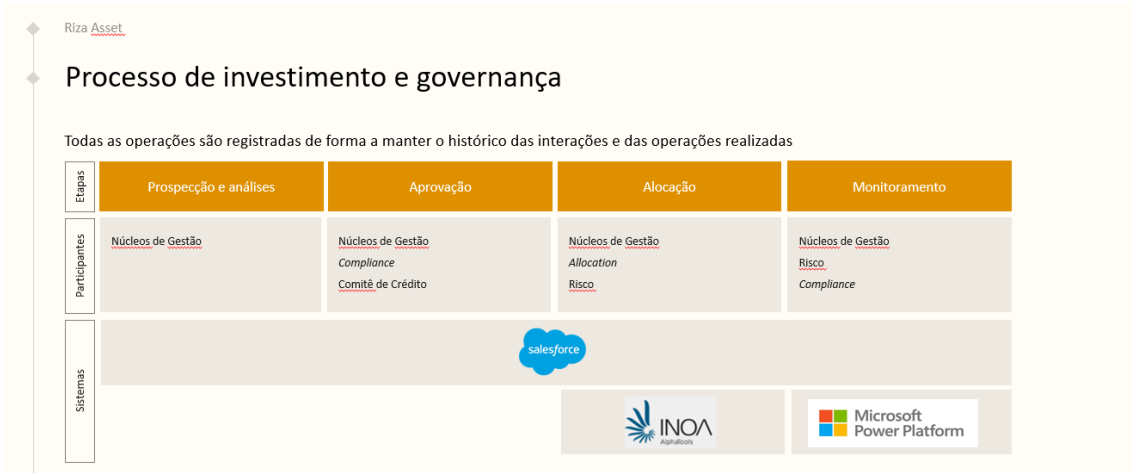 Riza Asset
Processo de investimento e governança
Todas as operações são registradas de forma a manter o histórico das interações e das operações realizadas
Etapas
Prospecção e análises
Aprovação
Alocação
Monitoramento
Participantes
Núcleos de Gestão
Núcleos de Gestão
Compliance
Comitê de Crédito
Núcleos de Gestão
Allocation
Risco
Núcleos de Gestão
Risco
Compliance
Sistemas
salesforce
INOA
AlphaTools
Microsoft
Power Platform